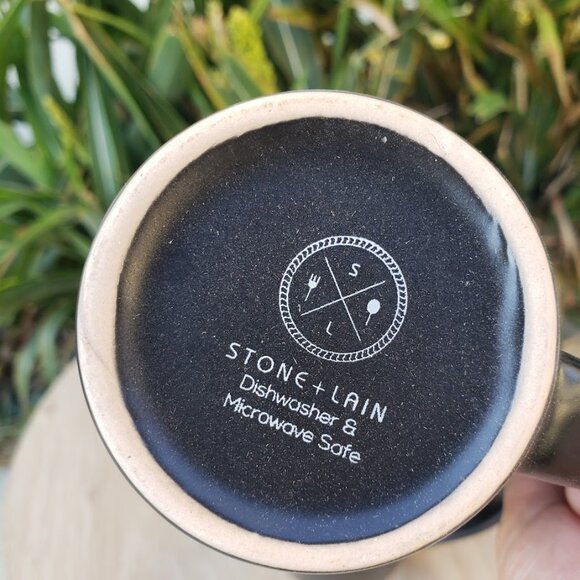 S
L
STONE + LAIN
Dishwasher &
Microwave Safe